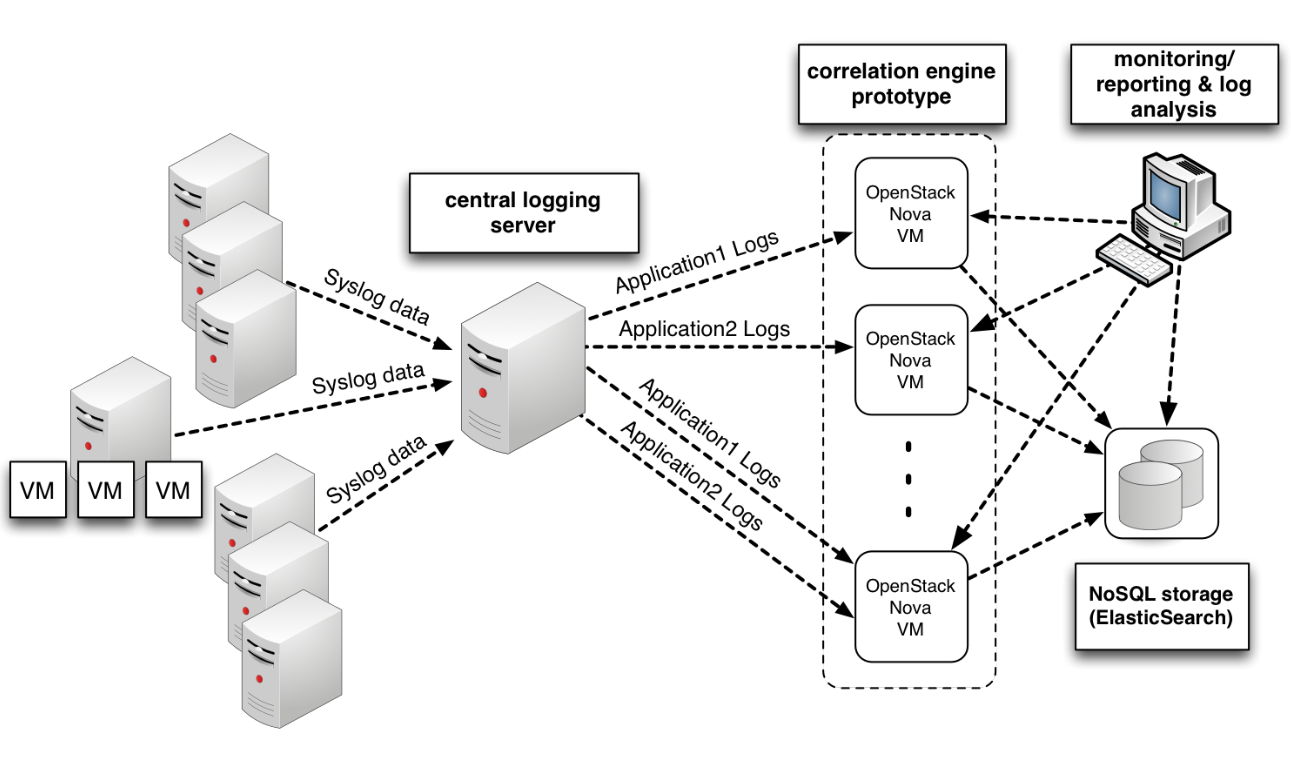 correlation engine
prototype
monitoring/
reporting & log
analysis
central logging
server
OpenStack
Nova
VM
Application1 Logs
Syslog data
Application2 Logs
OpenStack
Nova
VM
Syslog data
Application1 Logs
Syslog data
Application2 Logs
VM
VM
VM
OpenStack
Nova
VM
NoSQL storage
(ElasticSearch)